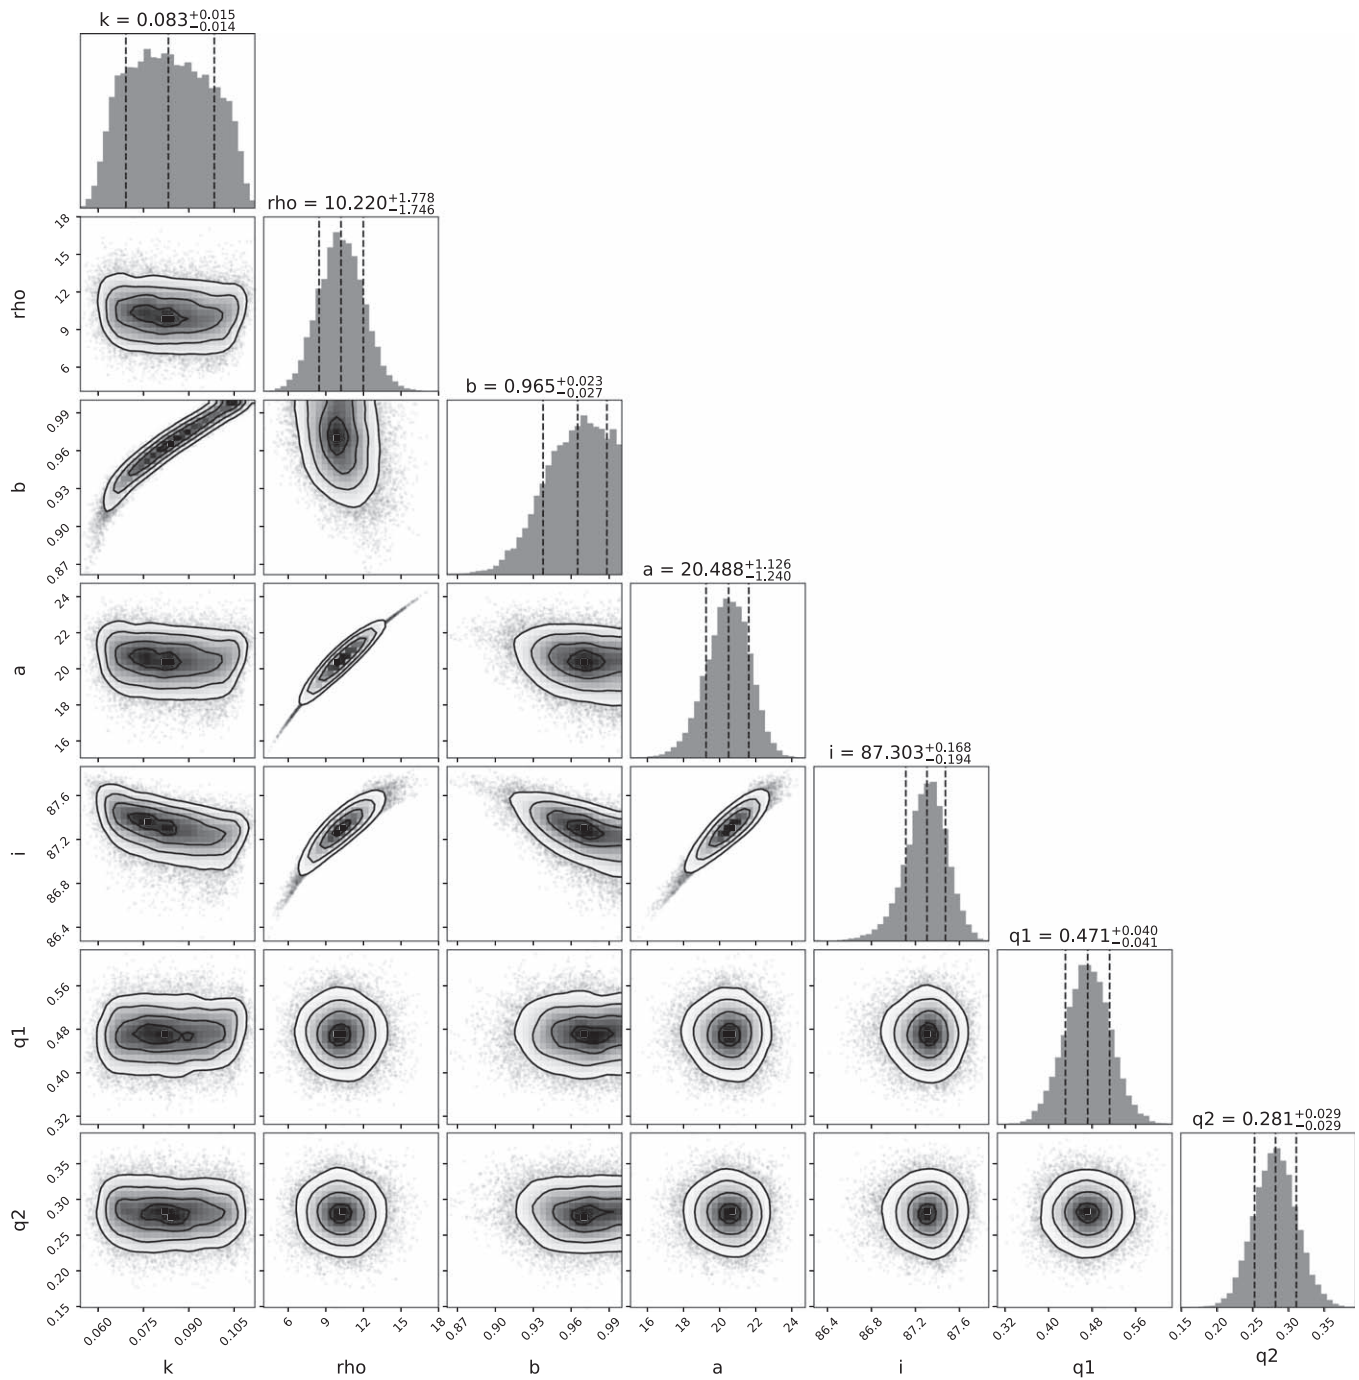 k = 0.083+0.015−0.014
rho = 10.220+1.778−1.746
18
15
12
9
6
rho
b = 0.965+0.023−0.027
0.99
0.96
0.93
0.90
0.87
b
a = 20.488+1.126−1.240
24
22
20
18
16
a
i = 87.303+0.168−0.194
87.6
87.2
86.8
86.4
i
q1 = 0.471+0.040−0.041
0.56
0.48
0.40
0.32
q1
q2 = 0.281+0.029−0.029
0.35
0.30
0.25
0.20
0.15
q2
0.060 0.075 0.090 0.105 6 9 12 15 18 0.87 0.90 0.93 0.96 0.99 16 18 20 22 24 86.4 86.8 87.2 87.6 0.32 0.40 0.48 0.56 0.15 0.20 0.25 0.30 0.35
k rho b a i q1 q2